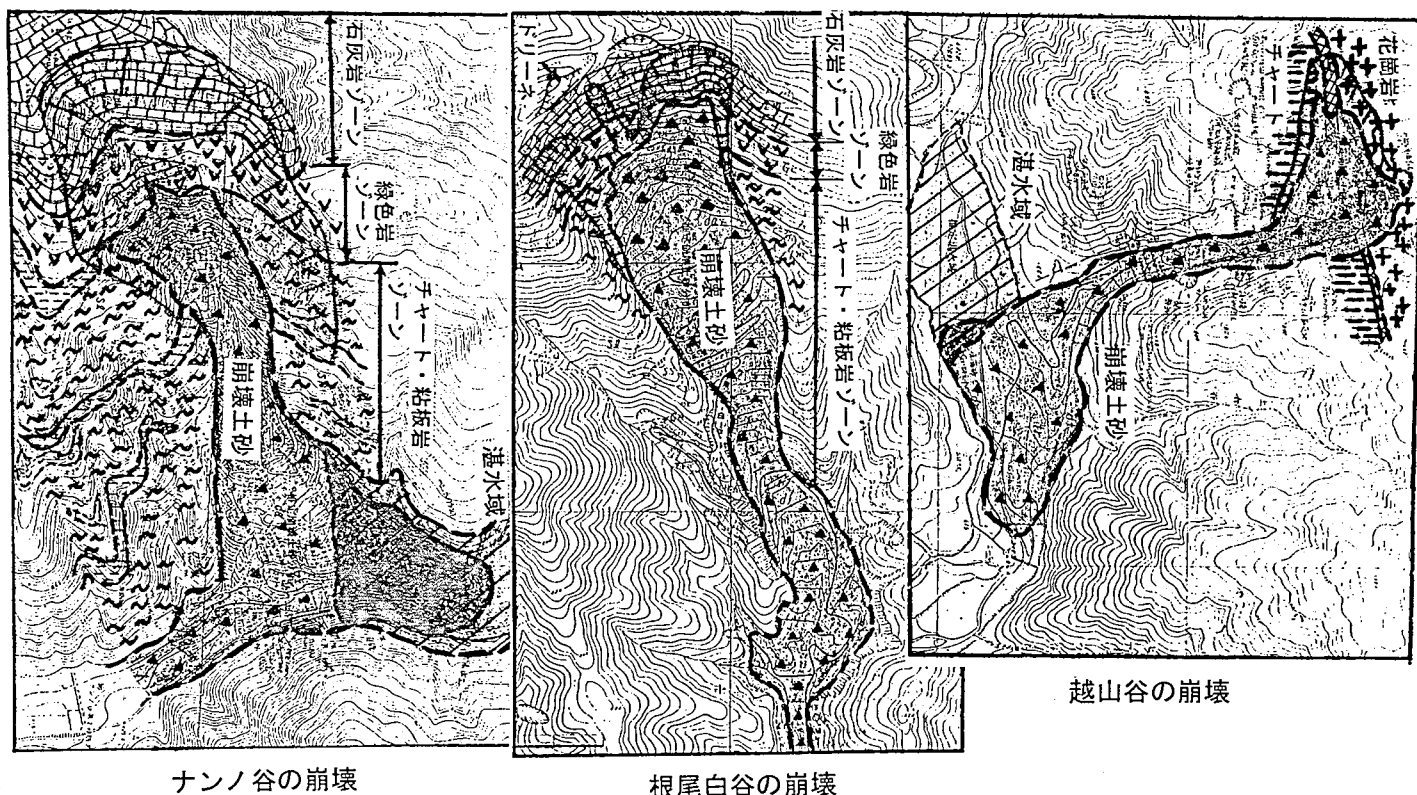 石灰岩ゾーン
緑色岩
ゾーン
チャート・粘板岩
ゾーン
崩壊土砂
湛水域
ナンノ谷の崩壊
ドリーネ
石灰岩ゾーン
緑色岩
ゾーン
チャート・粘板岩ゾーン
崩壊土砂
根尾白谷の崩壊
花崗岩
チャート
湛水域
崩壊土砂
越山谷の崩壊